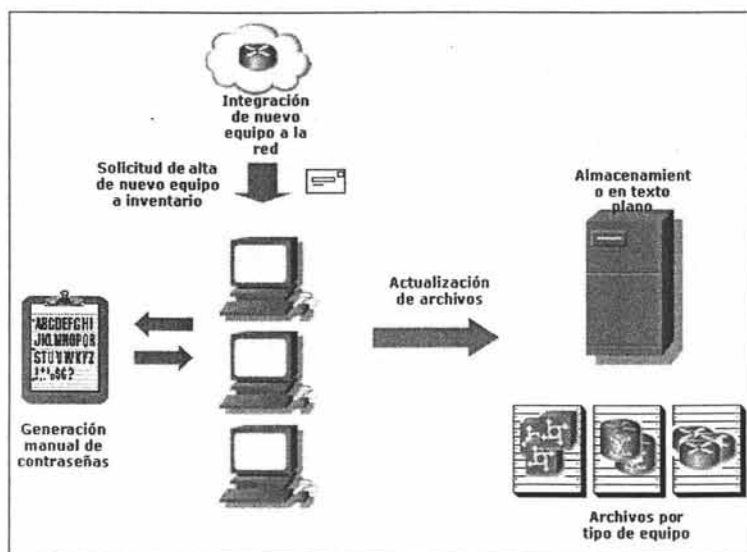 Integración
de nuevo
equipo a la
red
Solicitud de alta
de nuevo equipo
a inventario
Almacenamient
o en texto
plano
Actualización
de archivos
ABCDEFGHI
JKLMNOPQR
STUVWXYZ
Generación
manual de
contraseñas
Archivos por
tipo de equipo